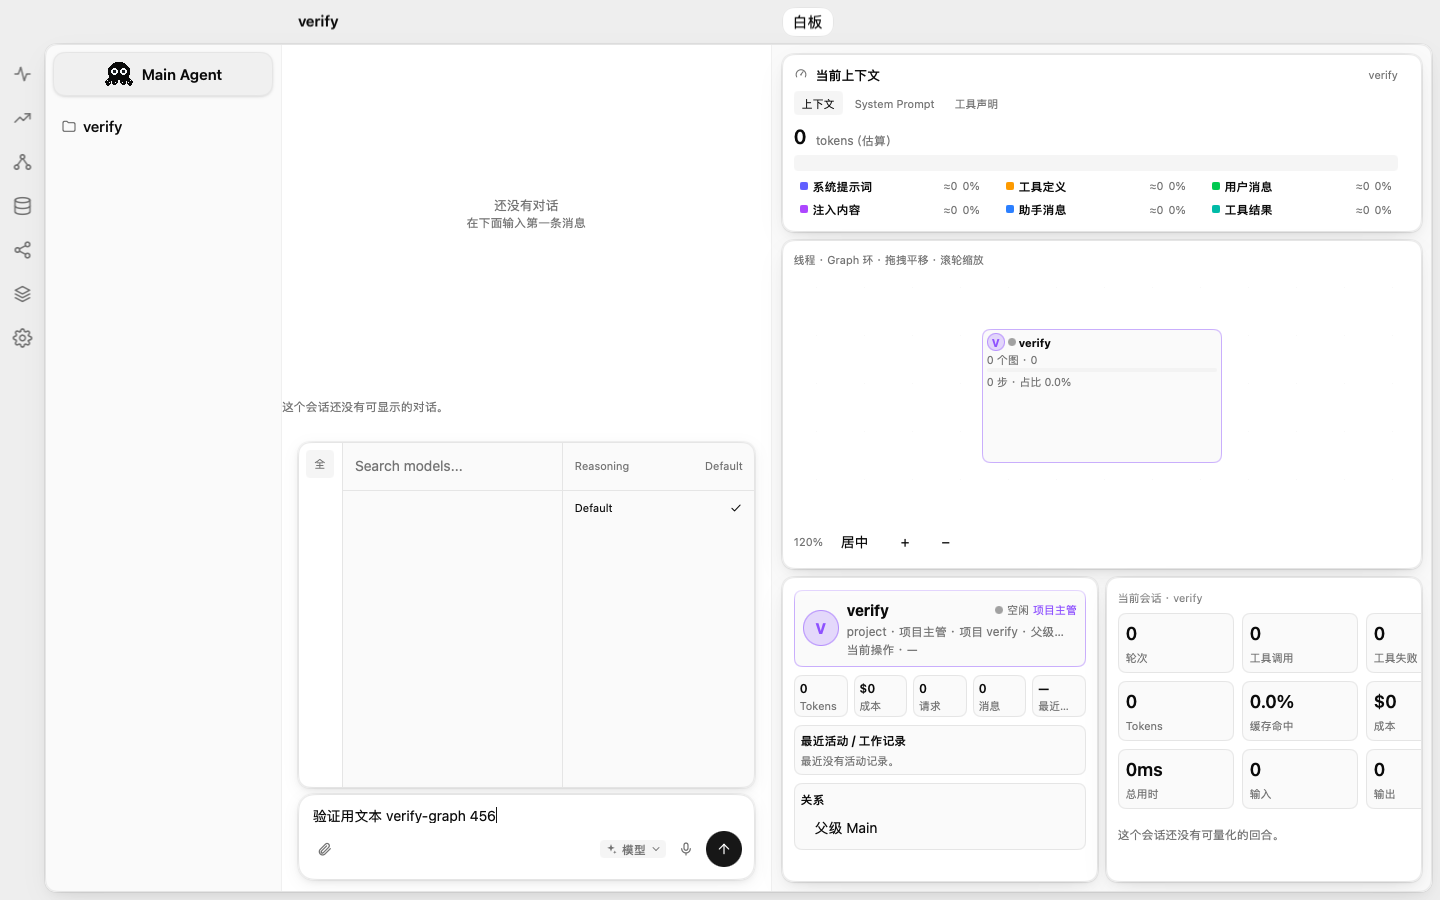 verify
白板
Main Agent
verify
还没有对话
在下面输入第一条消息
这个会话还没有可显示的对话。
全
Search models...
Reasoning
Default
Default
验证用文本 verify-graph 456
模型
当前上下文
verify
上下文
System Prompt
工具声明
0 tokens (估算)
系统提示词 ≈0 0%
工具定义 ≈0 0%
用户消息 ≈0 0%
注入内容 ≈0 0%
助手消息 ≈0 0%
工具结果 ≈0 0%
线程 · Graph 环 · 拖拽平移 · 滚轮缩放
V verify
0 个图 · 0
0 步 · 占比 0.0%
120% 居中 + −
V
verify
空闲 项目主管
project · 项目主管 · 项目 verify · 父级...
当前操作 · —
0
Tokens
$0
成本
0
请求
0
消息
—
最近...
最近活动 / 工作记录
最近没有活动记录。
关系
父级 Main
当前会话 · verify
0
轮次
0
工具调用
0
工具失败
0
Tokens
0.0%
缓存命中
$0
成本
0ms
总用时
0
输入
0
输出
这个会话还没有可量化的回合。